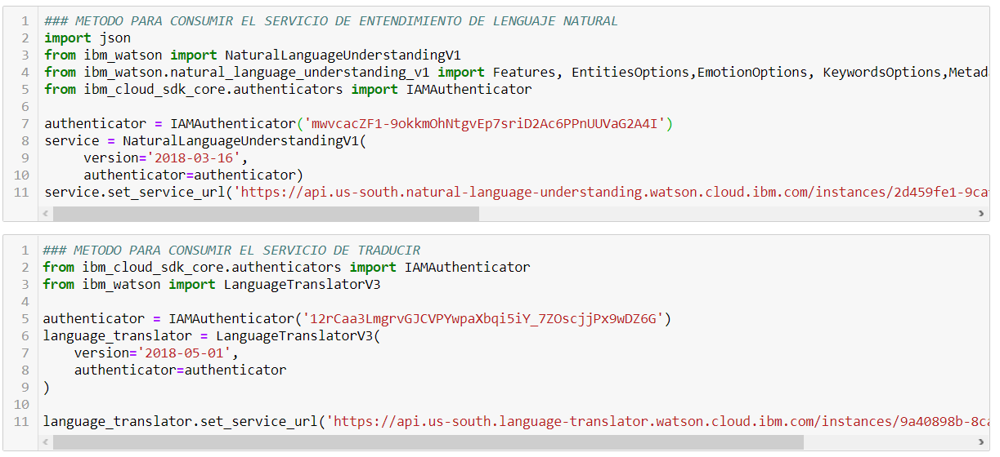 1 ### METODO PARA CONSUMIR EL SERVICIO DE ENTENDIMIENTO DE LENGUAJE NATURAL
2 import json
3 from ibm_watson import NaturalLanguageUnderstandingV1
4 from ibm_watson.natural_language_understanding_v1 import Features, EntitiesOptions,EmotionOptions, KeywordsOptions,Metad
5 from ibm_cloud_sdk_core.authenticators import IAMAuthenticator
6
7 authenticator = IAMAuthenticator('mwvcacZF1-9okkmOhNtgvEp7sriD2Ac6PPnUUVaG2A4I')
8 service = NaturalLanguageUnderstandingV1(
9 version='2018-03-16',
10 authenticator=authenticator)
11 service.set_service_url('https://api.us-south.natural-language-understanding.watson.cloud.ibm.com/instances/2d459fe1-9ca
1 ### METODO PARA CONSUMIR EL SERVICIO DE TRADUCIR
2 from ibm_cloud_sdk_core.authenticators import IAMAuthenticator
3 from ibm_watson import LanguageTranslatorV3
4
5 authenticator = IAMAuthenticator('12rCaa3LmgrvGJCVPYwpaXbqi5iY_7ZOscjjPx9wDZ6G')
6 language_translator = LanguageTranslatorV3(
7 version='2018-05-01',
8 authenticator=authenticator
9 )
10
11 language_translator.set_service_url('https://api.us-south.language-translator.watson.cloud.ibm.com/instances/9a40898b-8ca